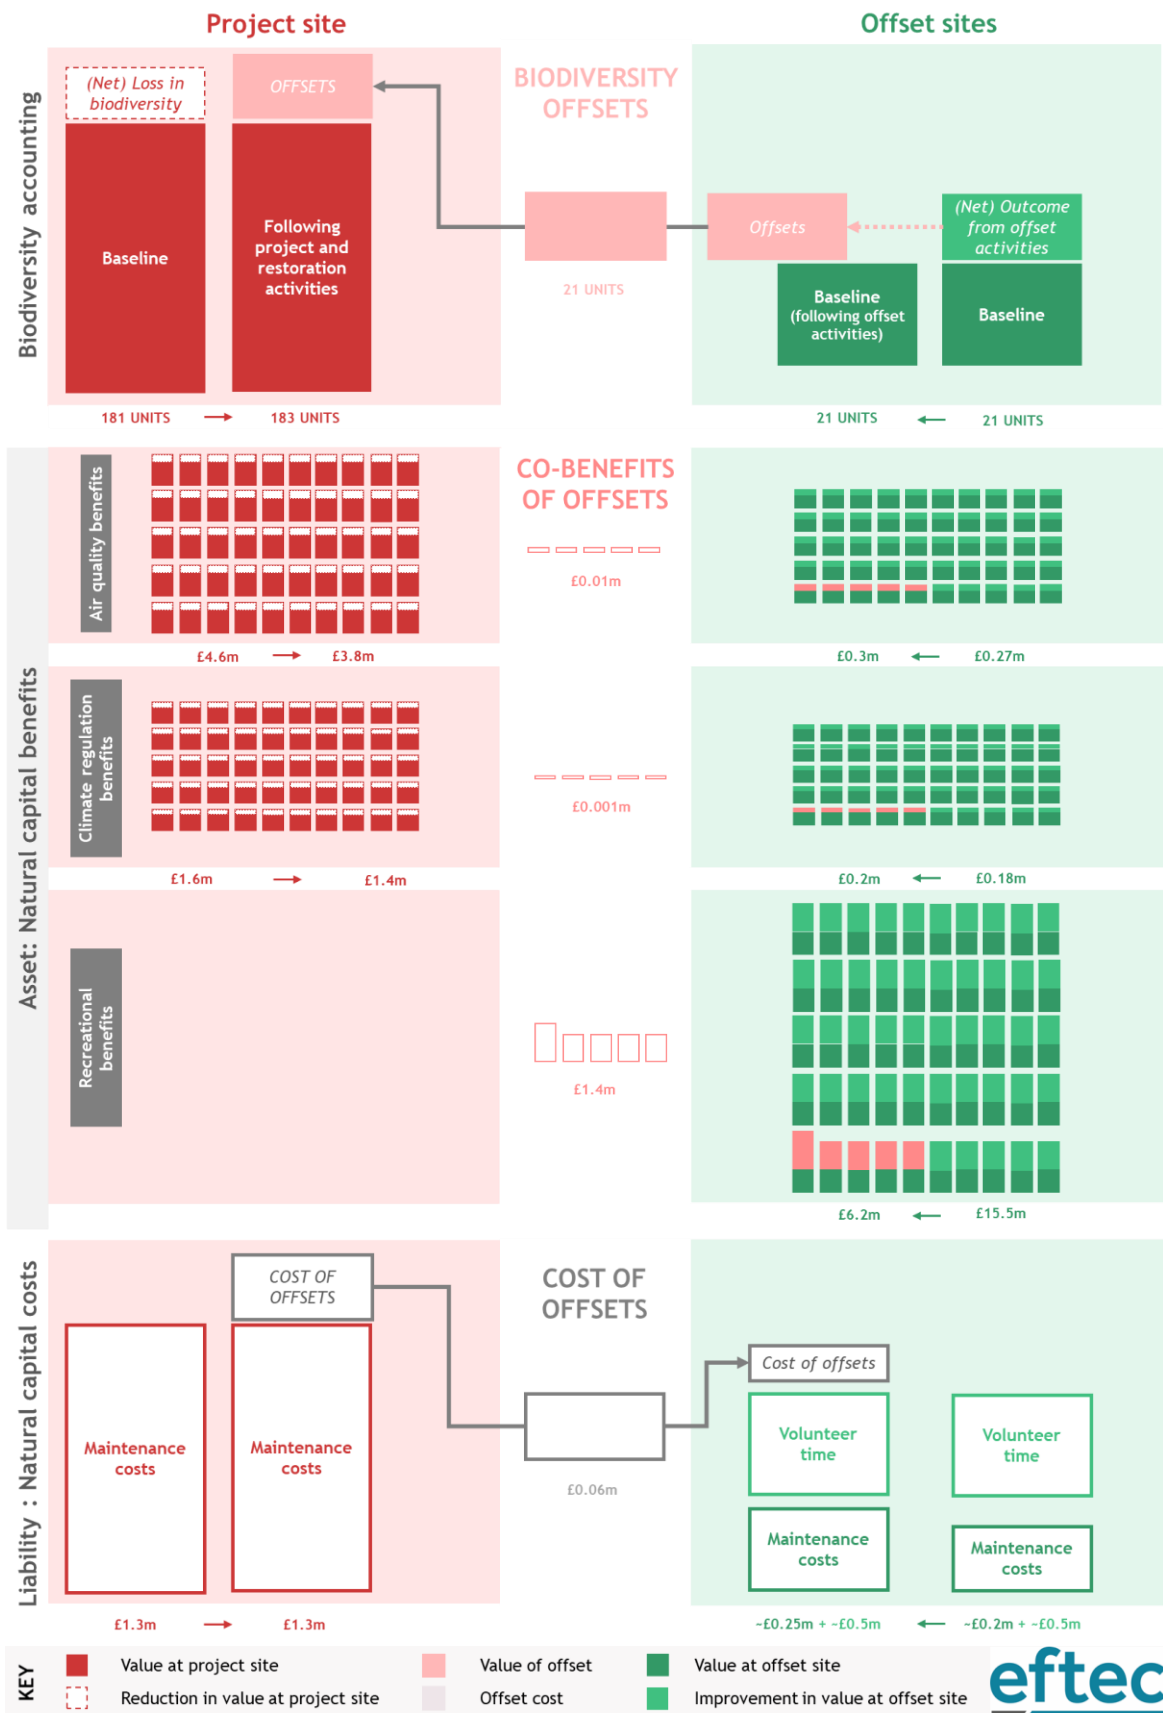 Project site
Offset sites
Biodiversity accounting
(Net) Loss in
biodiversity
OFFSETS
BIODIVERSITY
OFFSETS
Baseline
Following
project and
restoration
activities
Offsets
(Net) Outcome
from offset
activities
21 UNITS
Baseline
(following offset
activities)
Baseline
181 UNITS
183 UNITS
21 UNITS
21 UNITS
Asset: Natural capital benefits
Air quality benefits
CO-BENEFITS
OF OFFSETS
£0.01m
£4.6m
£3.8m
£0.3m
£0.27m
Climate regulation
benefits
£0.001m
£1.6m
£1.4m
£0.2m
£0.18m
Recreational
benefits
£1.4m
£6.2m
£15.5m
Liability : Natural capital costs
COST OF
OFFSETS
COST OF
OFFSETS
Cost of offsets
Maintenance
costs
Maintenance
costs
Volunteer
time
Volunteer
time
£0.06m
Maintenance
costs
Maintenance
costs
£1.3m
£1.3m
~£0.25m + ~£0.5m
~£0.2m + ~£0.5m
KEY
Value at project site
Value of offset
Value at offset site
Reduction in value at project site
Offset cost
Improvement in value at offset site
eftec